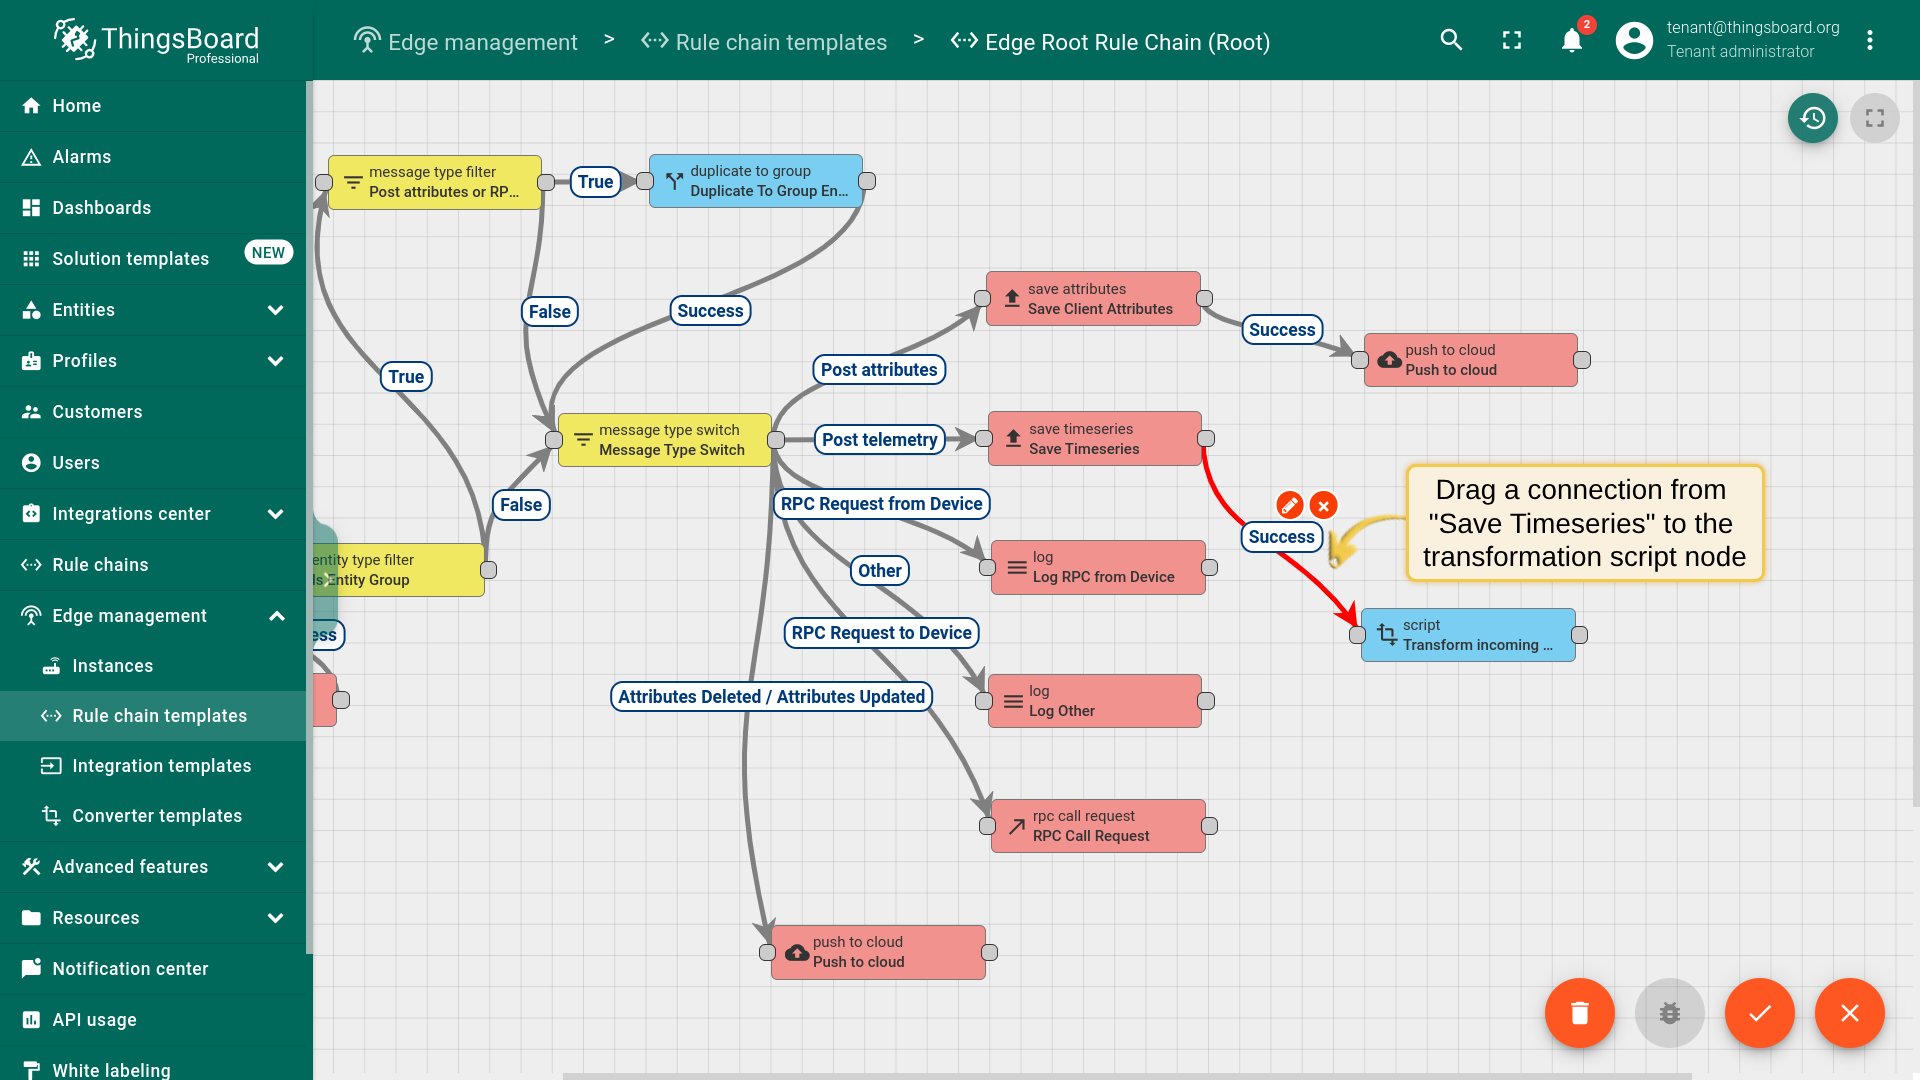 ThingsBoard
Professional
Edge management > Rule chain templates > Edge Root Rule Chain (Root)
2
tenant@thingsboard.org
Tenant administrator
Home
Alarms
Dashboards
Solution templates NEW
Entities
Profiles
Customers
Users
Integrations center
Rule chains
Edge management
Instances
Rule chain templates
Integration templates
Converter templates
Advanced features
Resources
Notification center
API usage
White labeling
message type filter
Post attributes or RP...
True
duplicate to group
Duplicate To Group En...
False
Success
True
save attributes
Save Client Attributes
Success
push to cloud
Push to cloud
Post attributes
message type switch
Message Type Switch
Post telemetry
save timeseries
Save Timeseries
False
RPC Request from Device
Success
Drag a connection from
"Save Timeseries" to the
transformation script node
entity type filter
Is Entity Group
Other
log
Log RPC from Device
ess
RPC Request to Device
script
Transform incoming ...
Attributes Deleted / Attributes Updated
log
Log Other
rpc call request
RPC Call Request
push to cloud
Push to cloud